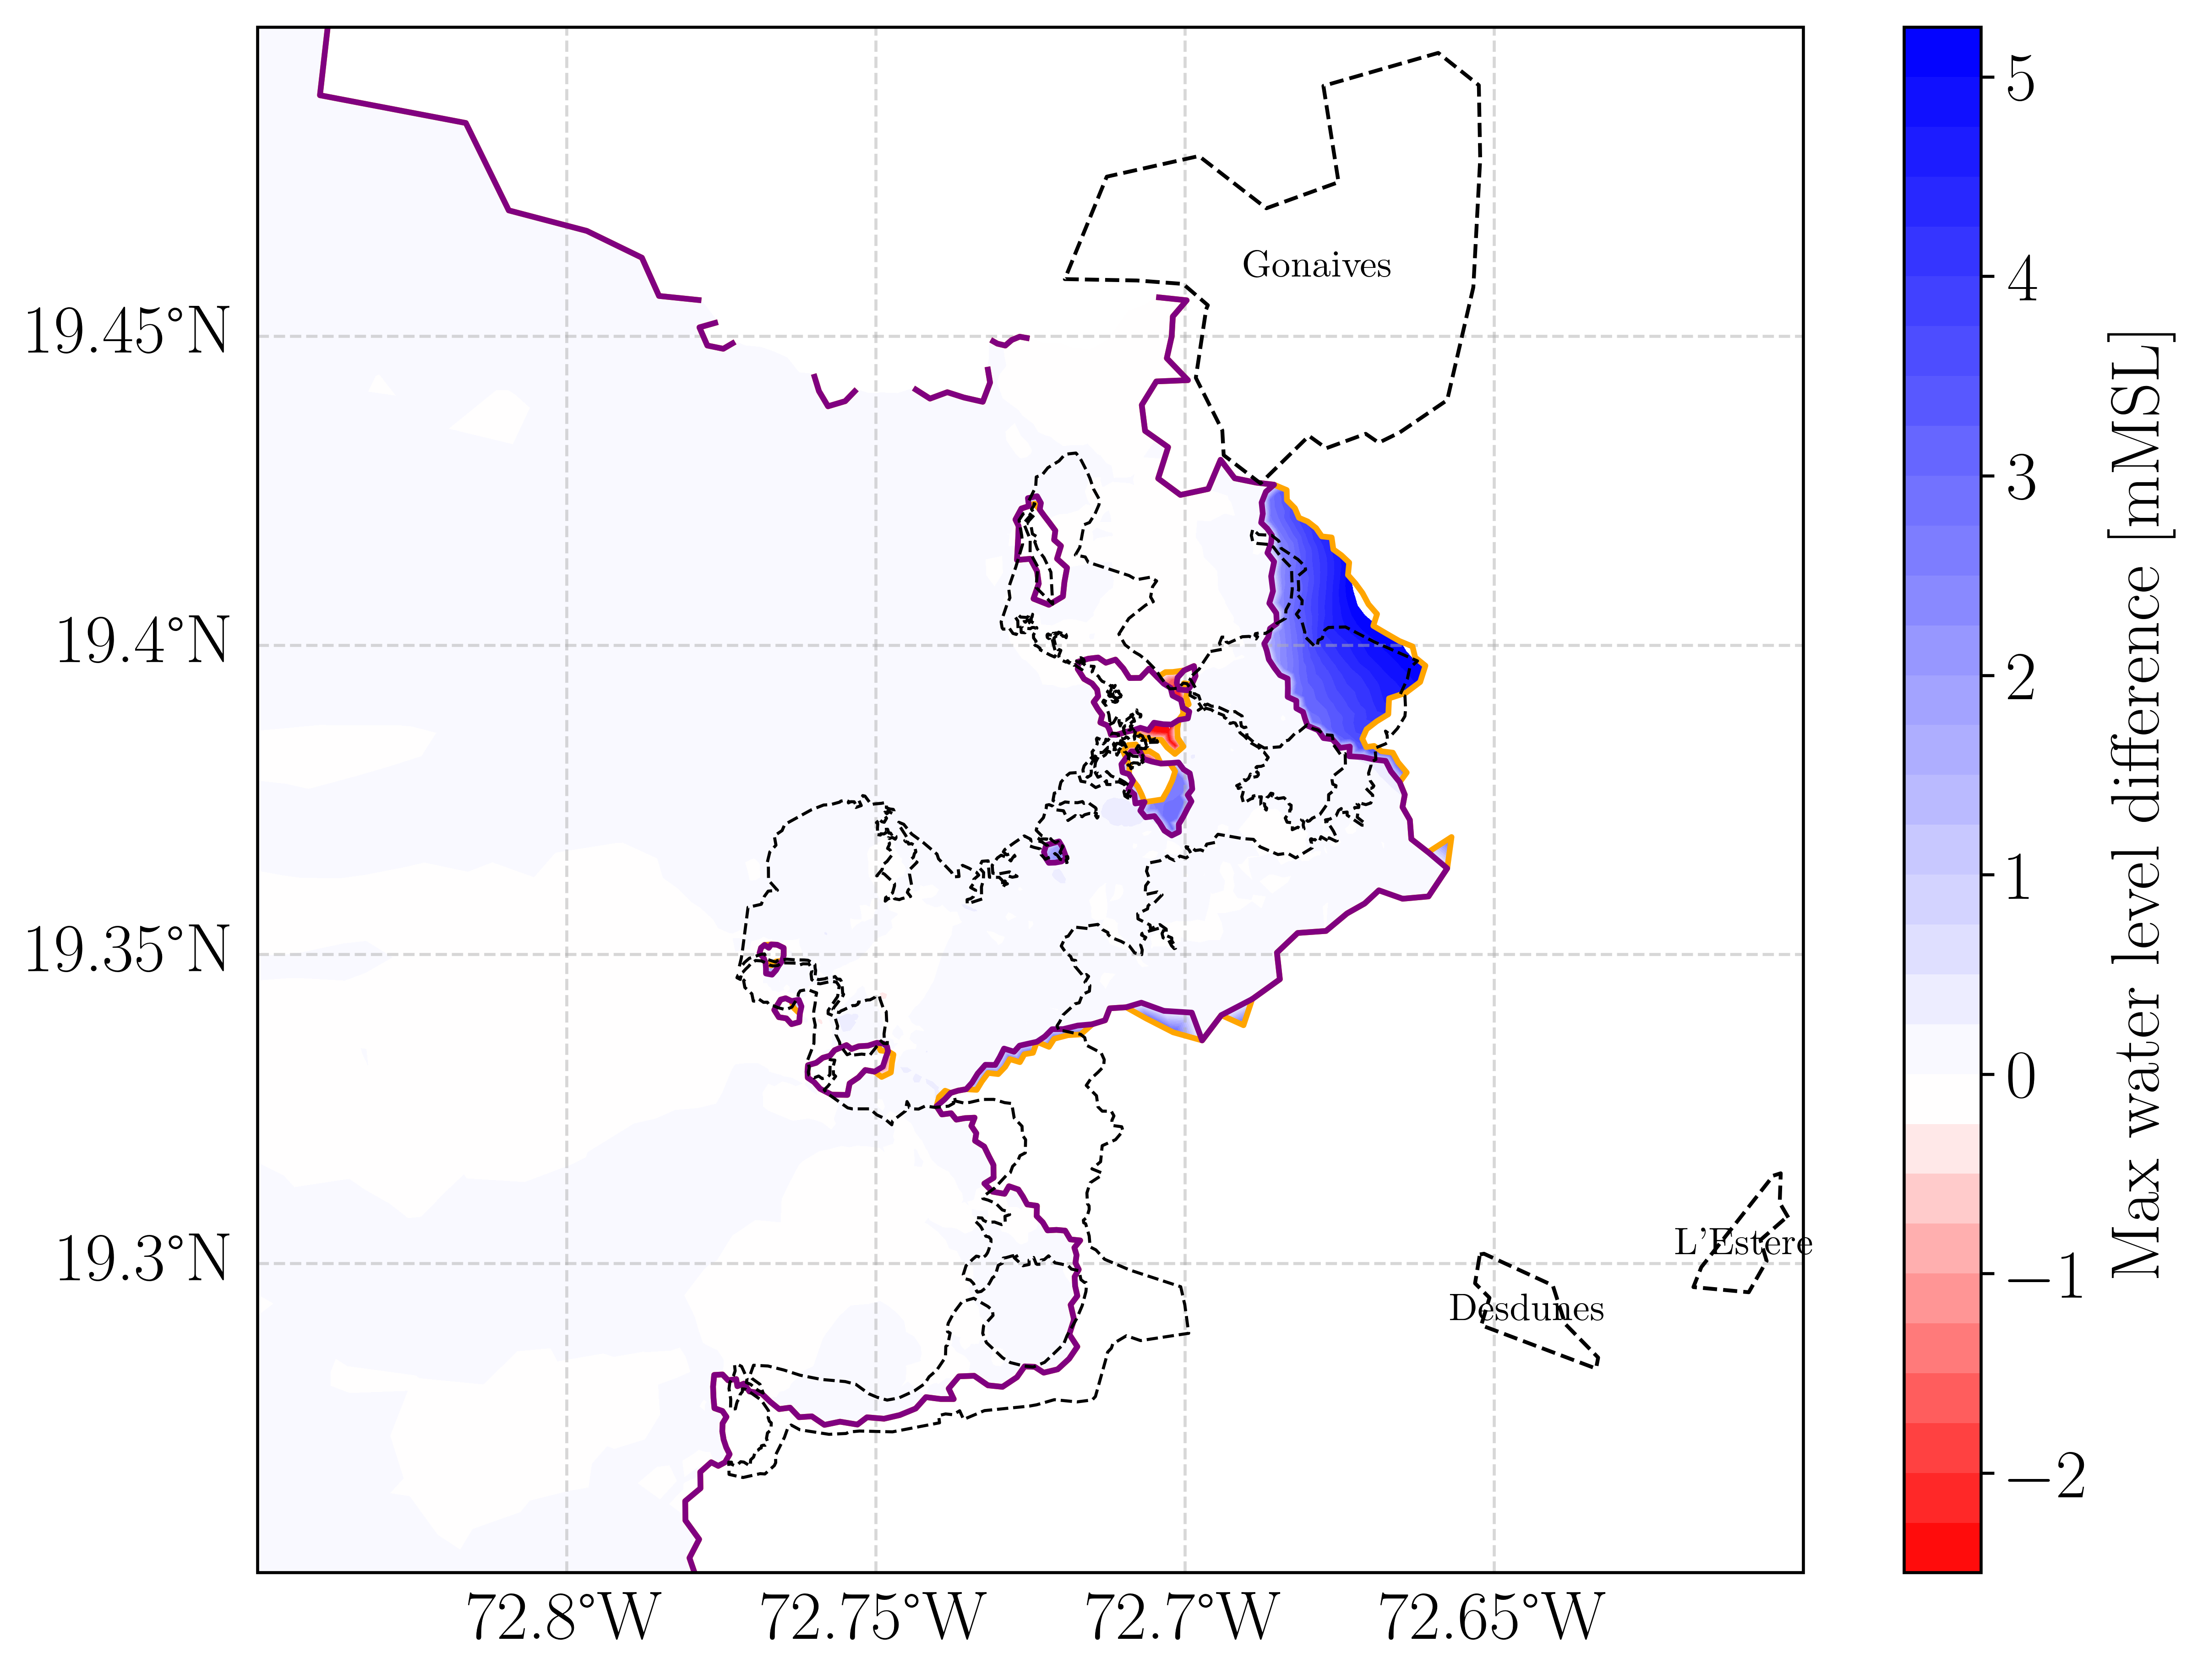 Gonaives
L'Estere
Desdunes
19.45°N
19.4°N
19.35°N
19.3°N
72.8°W
72.75°W
72.7°W
72.65°W
5
4
3
2
1
0
−1
−2
Max water level difference [mMSL]